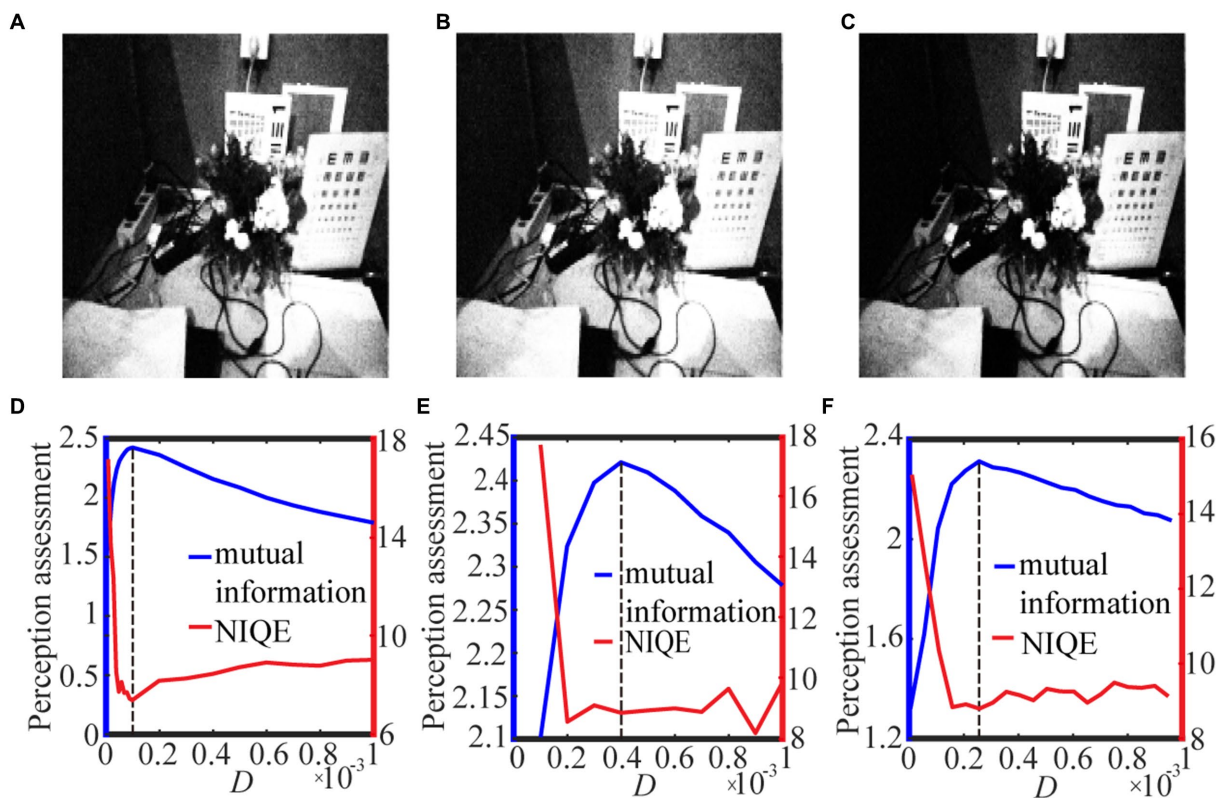 A
B
C
D
E
F
Perception assessment
2.5
2
1.5
1
0.5
0
18
14
10
6
mutual
information
NIQE
0 0.2 0.4 0.6 0.8 1
D
×10⁻³
Perception assessment
2.45
2.4
2.35
2.3
2.25
2.2
2.15
2.1
18
16
14
12
10
8
mutual
information
NIQE
0 0.2 0.4 0.6 0.8 1
D
×10⁻³
Perception assessment
2.4
2
1.6
1.2
16
14
12
10
8
mutual
information
NIQE
0 0.2 0.4 0.6 0.8 1
D
×10⁻³